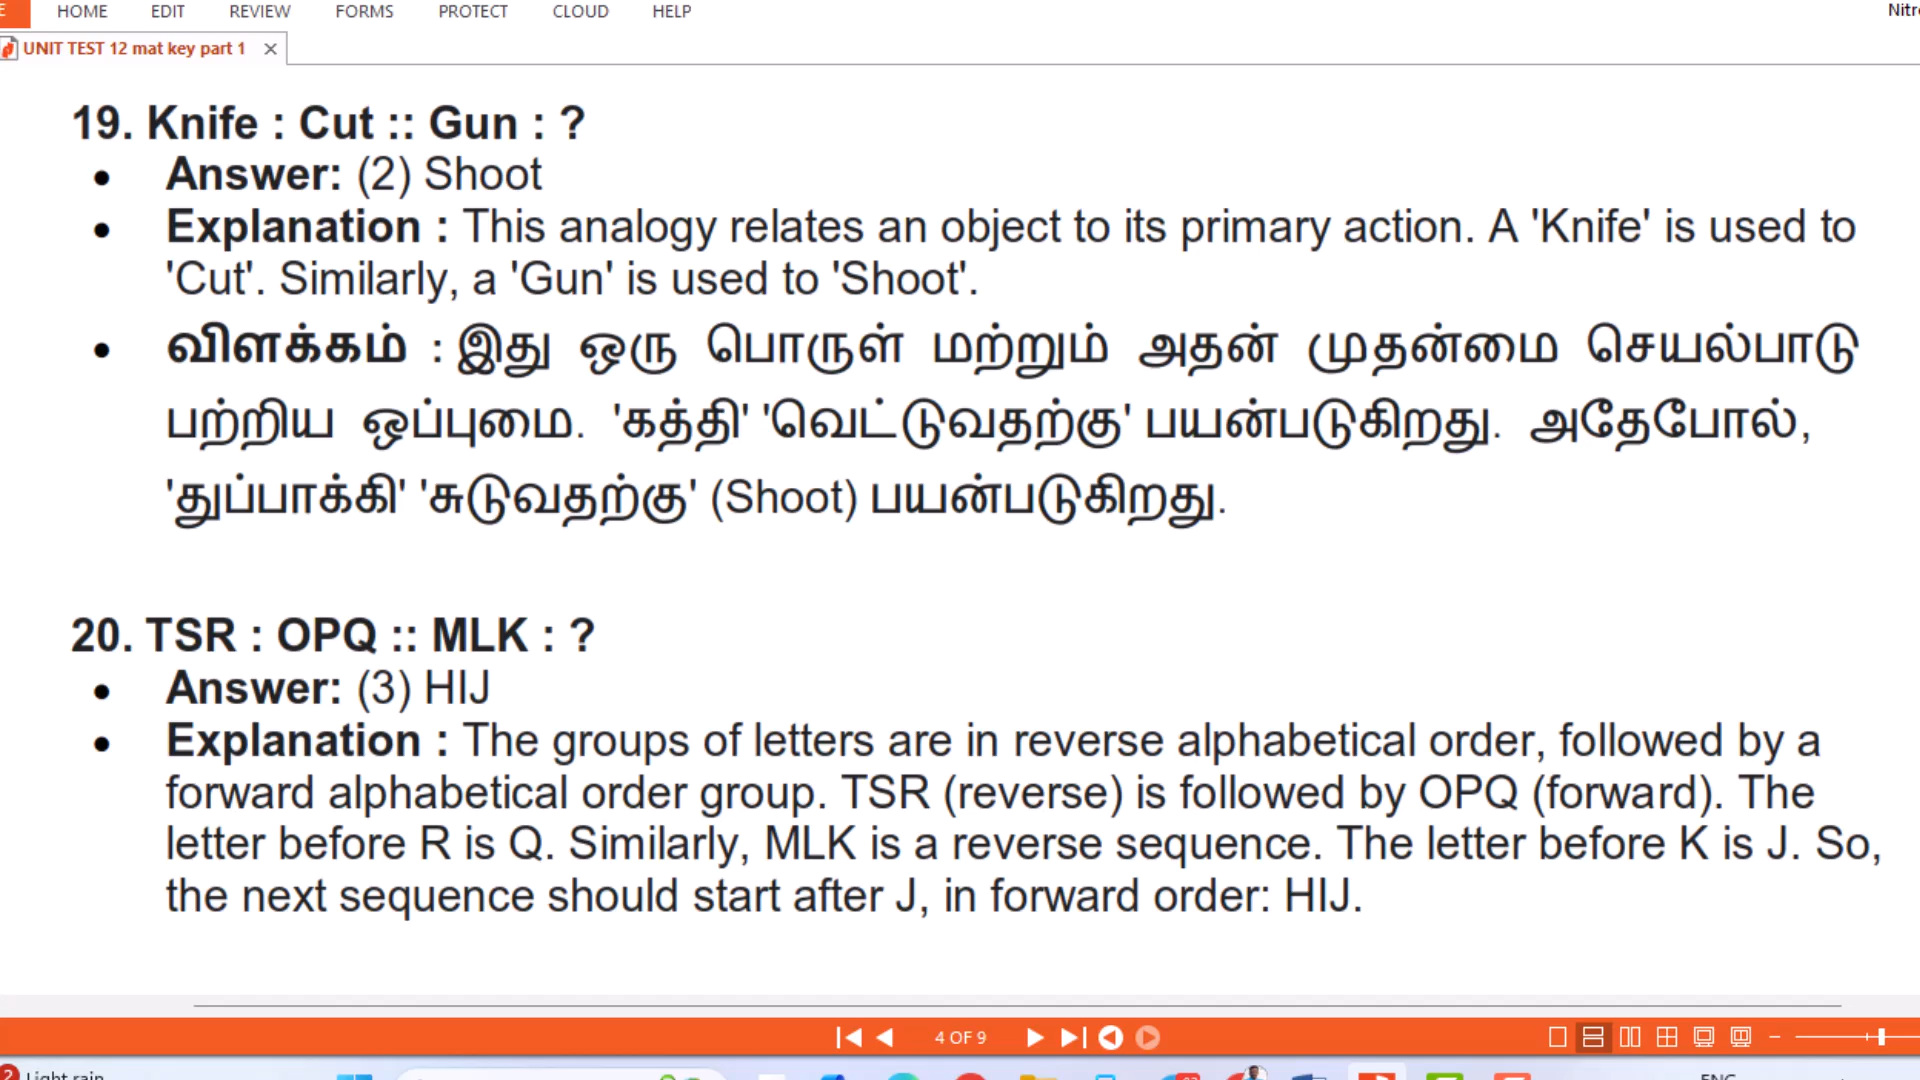 HOME EDIT REVIEW FORMS PROTECT CLOUD HELP
UNIT TEST 12 mat key part 1
19. Knife : Cut :: Gun : ?
• Answer: (2) Shoot
• Explanation : This analogy relates an object to its primary action. A 'Knife' is used to
'Cut'. Similarly, a 'Gun' is used to 'Shoot'.
• விளக்கம் : இது ஒரு பொருள் மற்றும் அதன் முதன்மை செயல்பாடு
பற்றிய ஒப்புமை. 'கத்தி' 'வெட்டுவதற்கு' பயன்படுகிறது. அதேபோல்,
'துப்பாக்கி' 'சுடுவதற்கு' (Shoot) பயன்படுகிறது.
20. TSR : OPQ :: MLK : ?
• Answer: (3) HIJ
• Explanation : The groups of letters are in reverse alphabetical order, followed by a
forward alphabetical order group. TSR (reverse) is followed by OPQ (forward). The
letter before R is Q. Similarly, MLK is a reverse sequence. The letter before K is J. So,
the next sequence should start after J, in forward order: HIJ.
4 OF 9
2 Light rain
ENG